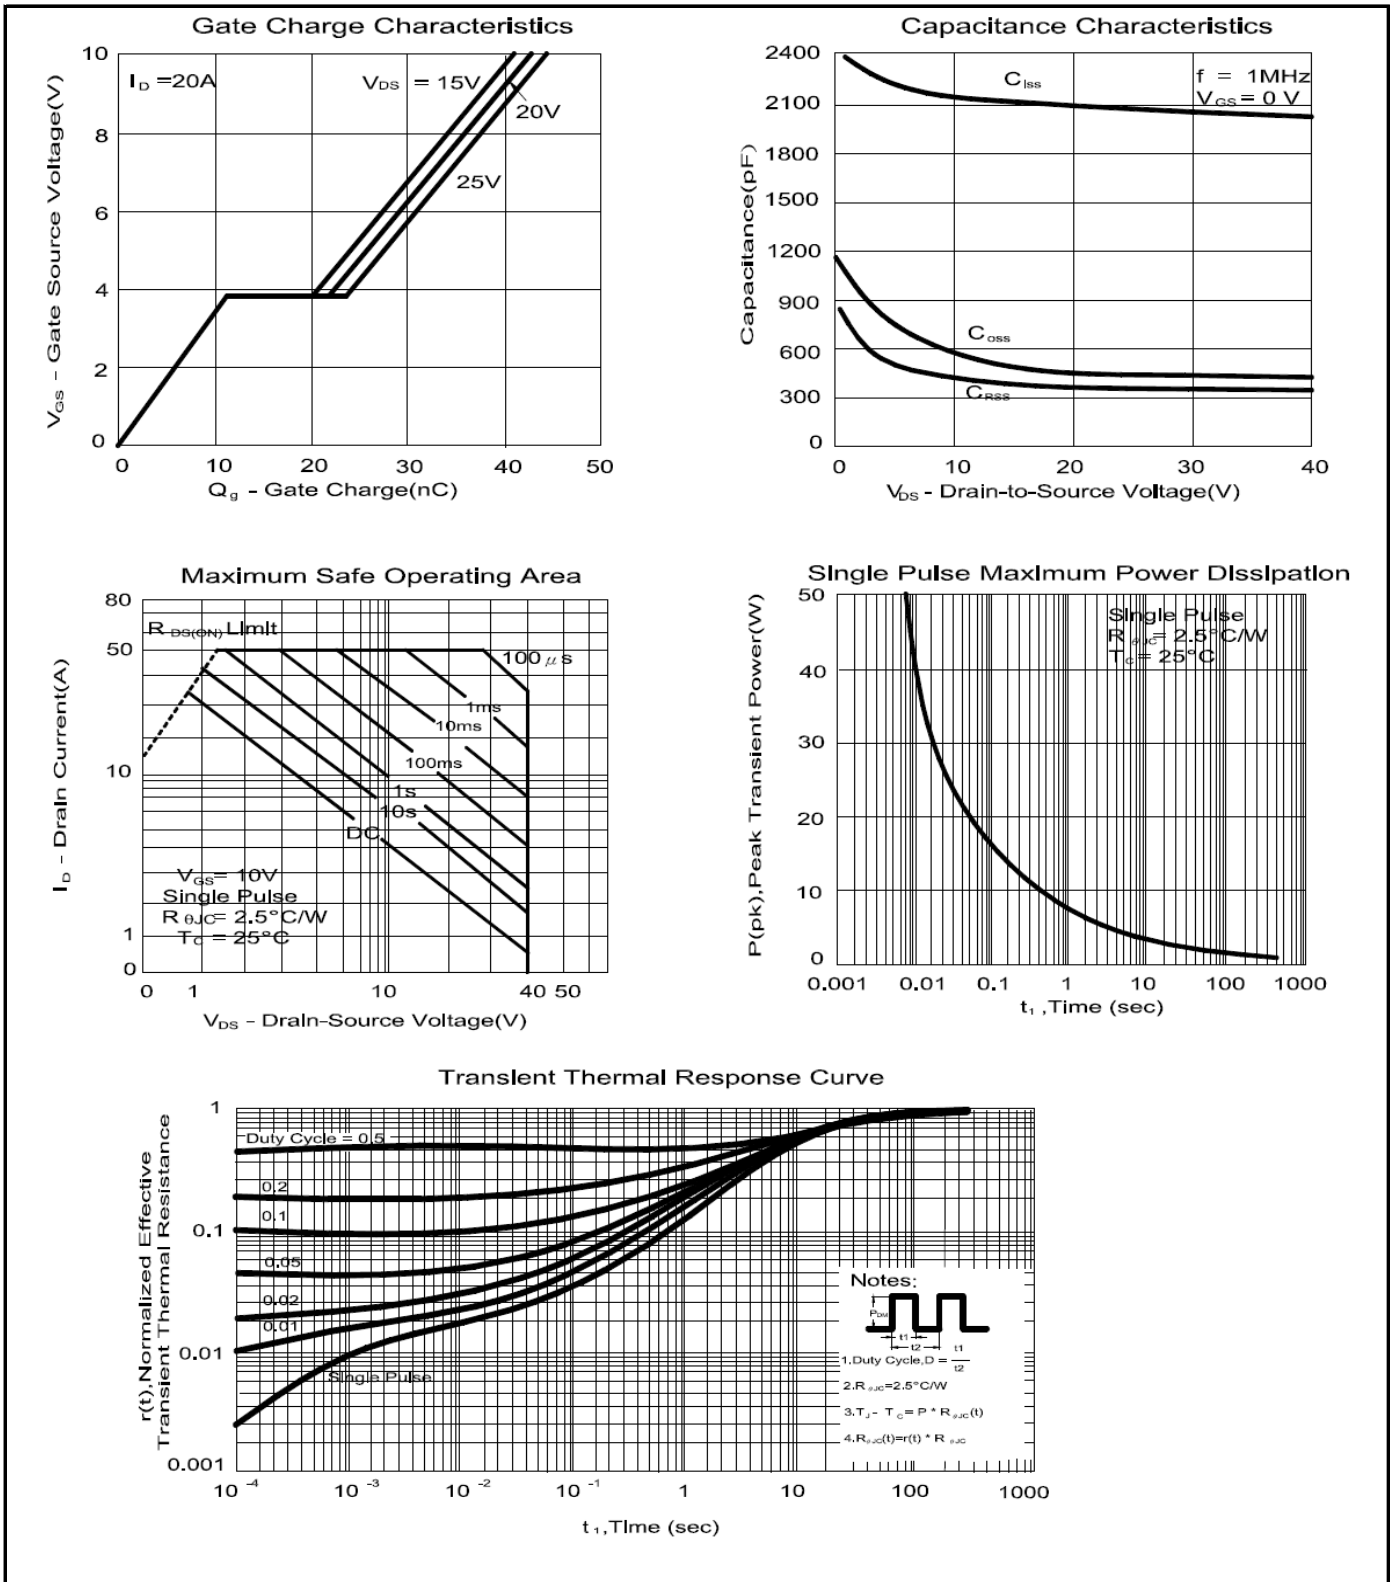 Gate Charge Characteristics
VGS - Gate Source Voltage(V)
10
8
6
4
2
0
ID =20A
VDS = 15V
20V
25V
0 10 20 30 40 50
Qg - Gate Charge(nC)
Capacitance Characteristics
Capacitance(pF)
2400
2100
1800
1500
1200
900
600
300
0
CIss
f = 1MHz
VGS = 0 V
Coss
CRSS
0 10 20 30 40
VDS - Drain-to-Source Voltage(V)
Maximum Safe Operating Area
ID - Drain Current(A)
80
50
10
1
0
R DS(ON) Limit
100μs
1ms
10ms
100ms
1s
10s
DC
VGS= 10V
Single Pulse
RθJC= 2.5°C/W
TC = 25°C
0 1 10 40 50
VDS - Drain-Source Voltage(V)
Single Pulse Maximum Power Dissipation
P(pk),Peak Transient Power(W)
50
40
30
20
10
0
Single Pulse
RθJC= 2.5°C/W
TC = 25°C
0.001 0.01 0.1 1 10 100 1000
t1 ,Time (sec)
Transient Thermal Response Curve
r(t),Normalized Effective
Transient Thermal Resistance
1
0.1
0.01
0.001
Duty Cycle = 0.5
0.2
0.1
0.05
0.02
0.01
Single Pulse
Notes:
PDM
t1
t2
1.Duty Cycle,D = t1
t2
2.RθJC=2.5°C/W
3.TJ - TC = P * RθJC(t)
4.RθJC(t)=r(t) * RθJC
10-4 10-3 10-2 10-1 1 10 100 1000
t1,Time (sec)